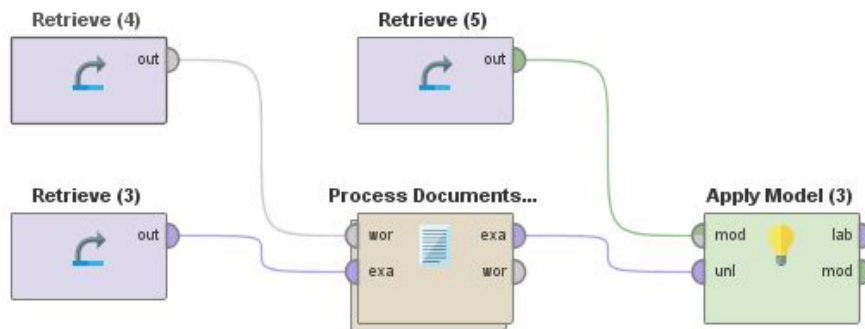 Retrieve (4)
out
Retrieve (5)
out
Retrieve (3)
out
Process Documents...
wor
exa
exa
wor
Apply Model (3)
mod
lab
unl
mod